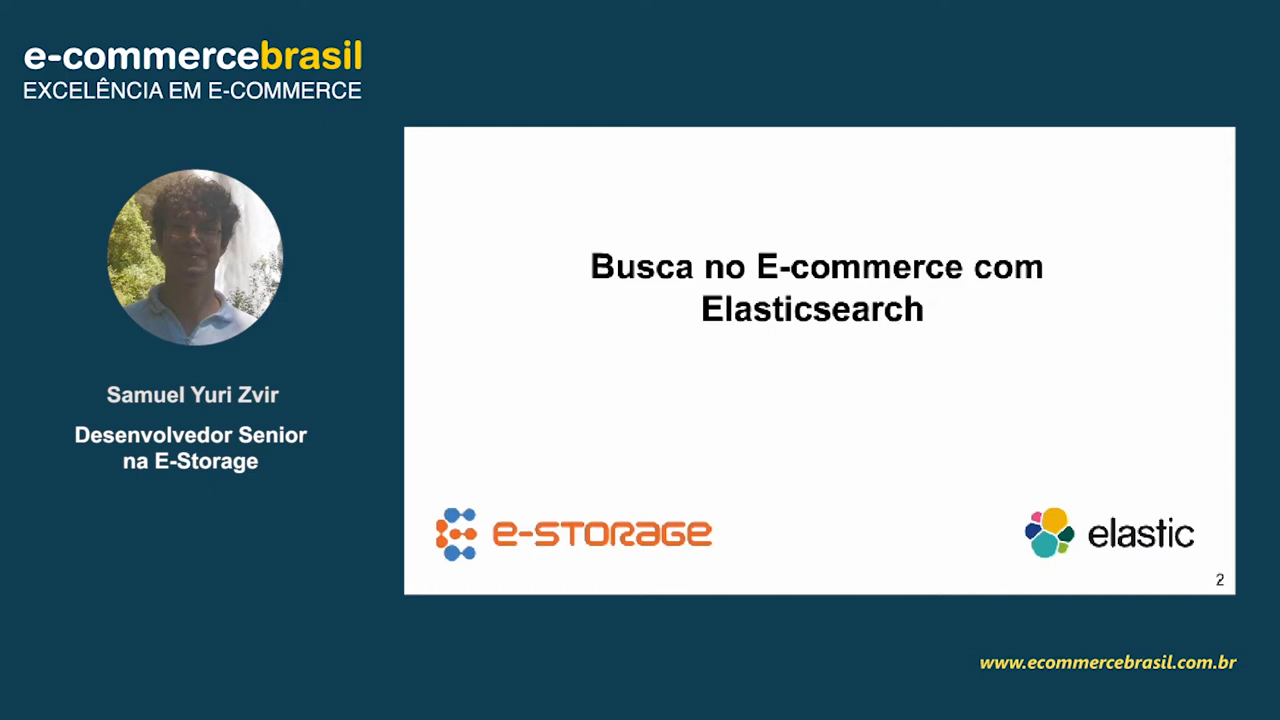 e-commercebrasil
EXCELÊNCIA EM E-COMMERCE
Samuel Yuri Zvir
Desenvolvedor Senior
na E-Storage
Busca no E-commerce com
Elasticsearch
E-STORAGE
elastic
2
www.ecommercebrasil.com.br